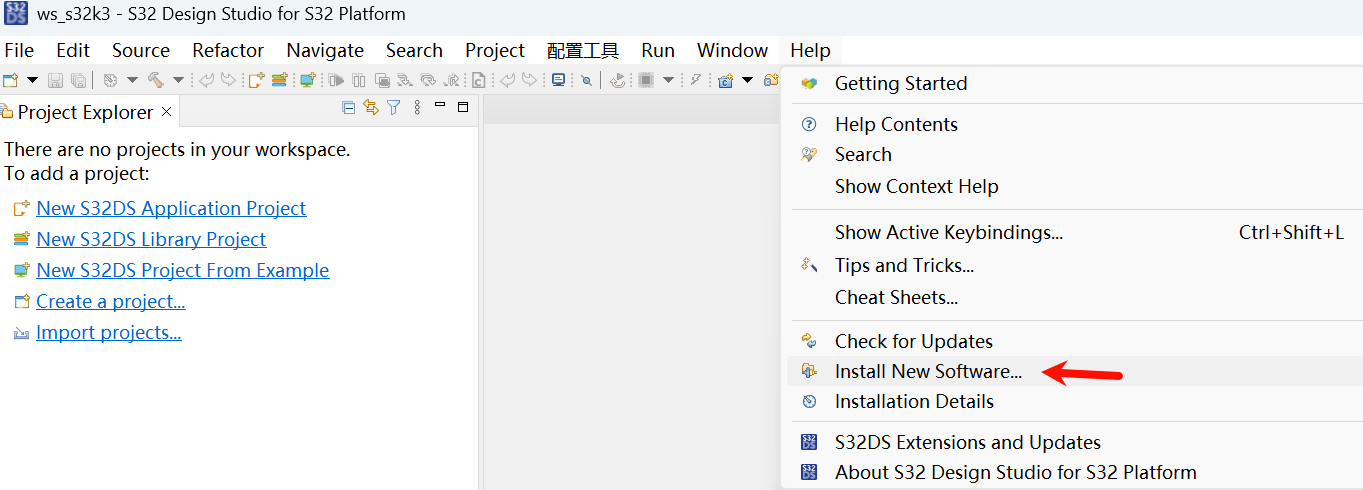 ws_s32k3 - S32 Design Studio for S32 Platform
File Edit Source Refactor Navigate Search Project 配置工具 Run Window Help
Project Explorer
There are no projects in your workspace.
To add a project:
New S32DS Application Project
New S32DS Library Project
New S32DS Project From Example
Create a project...
Import projects...
Getting Started
Help Contents
Search
Show Context Help
Show Active Keybindings... Ctrl+Shift+L
Tips and Tricks...
Cheat Sheets...
Check for Updates
Install New Software...
Installation Details
S32DS Extensions and Updates
About S32 Design Studio for S32 Platform